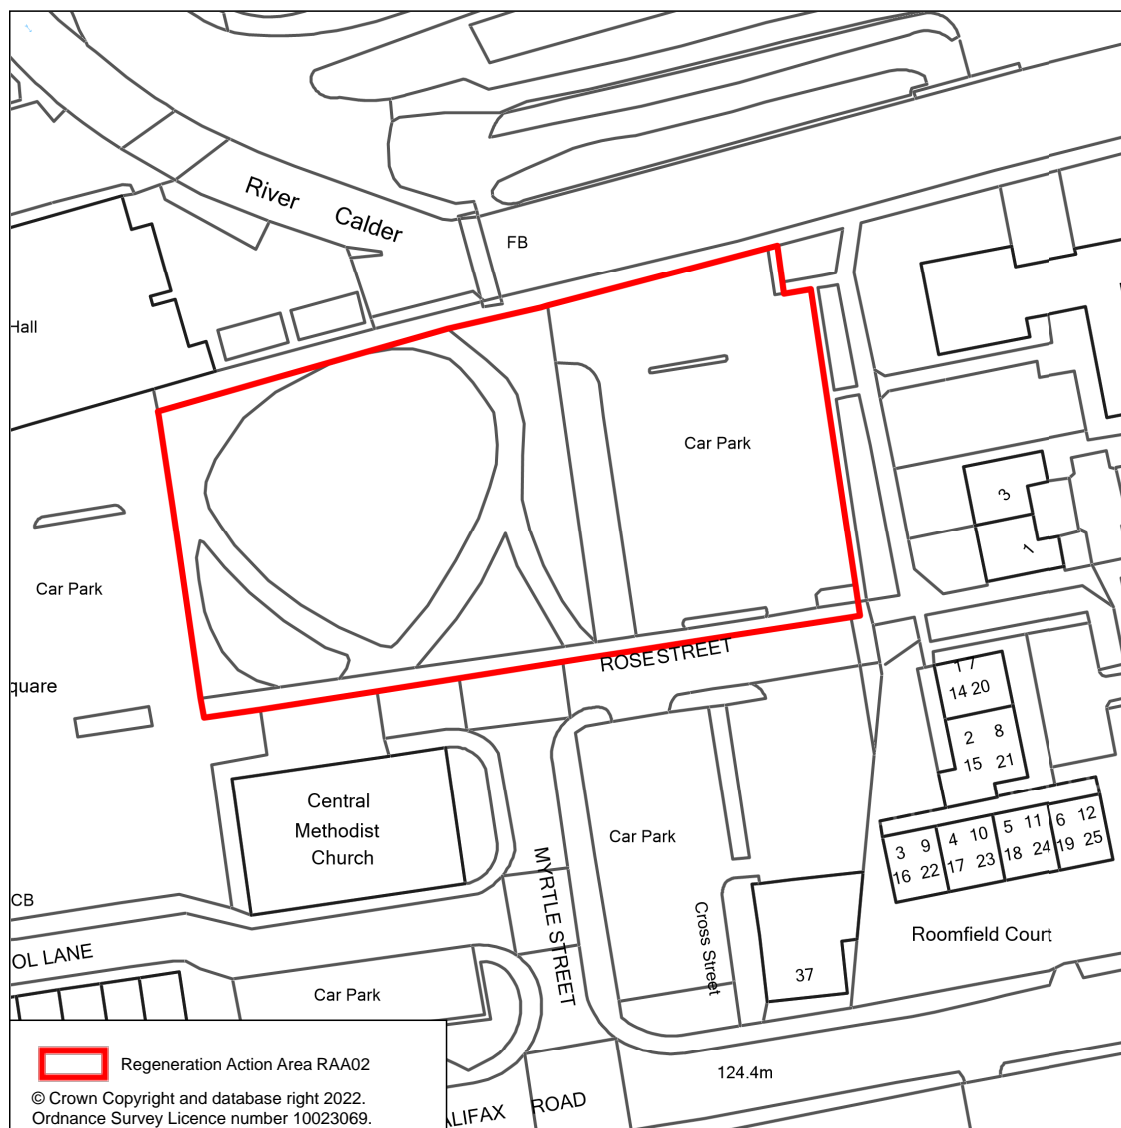 River Calder
FB
Hall
Car Park
3
1
Car Park
ROSE STREET
quare
17
14 20
2 8
15 21
Central
Methodist
Church
Car Park
MYRTLE STREET
Cross Street
3 9
16 22
4 10
17 23
5 11
18 24
6 12
19 25
CB
OL LANE
Roomfield Court
37
Car Park
124.4m
ALIFAX ROAD
Regeneration Action Area RAA02
© Crown Copyright and database right 2022.
Ordnance Survey Licence number 10023069.